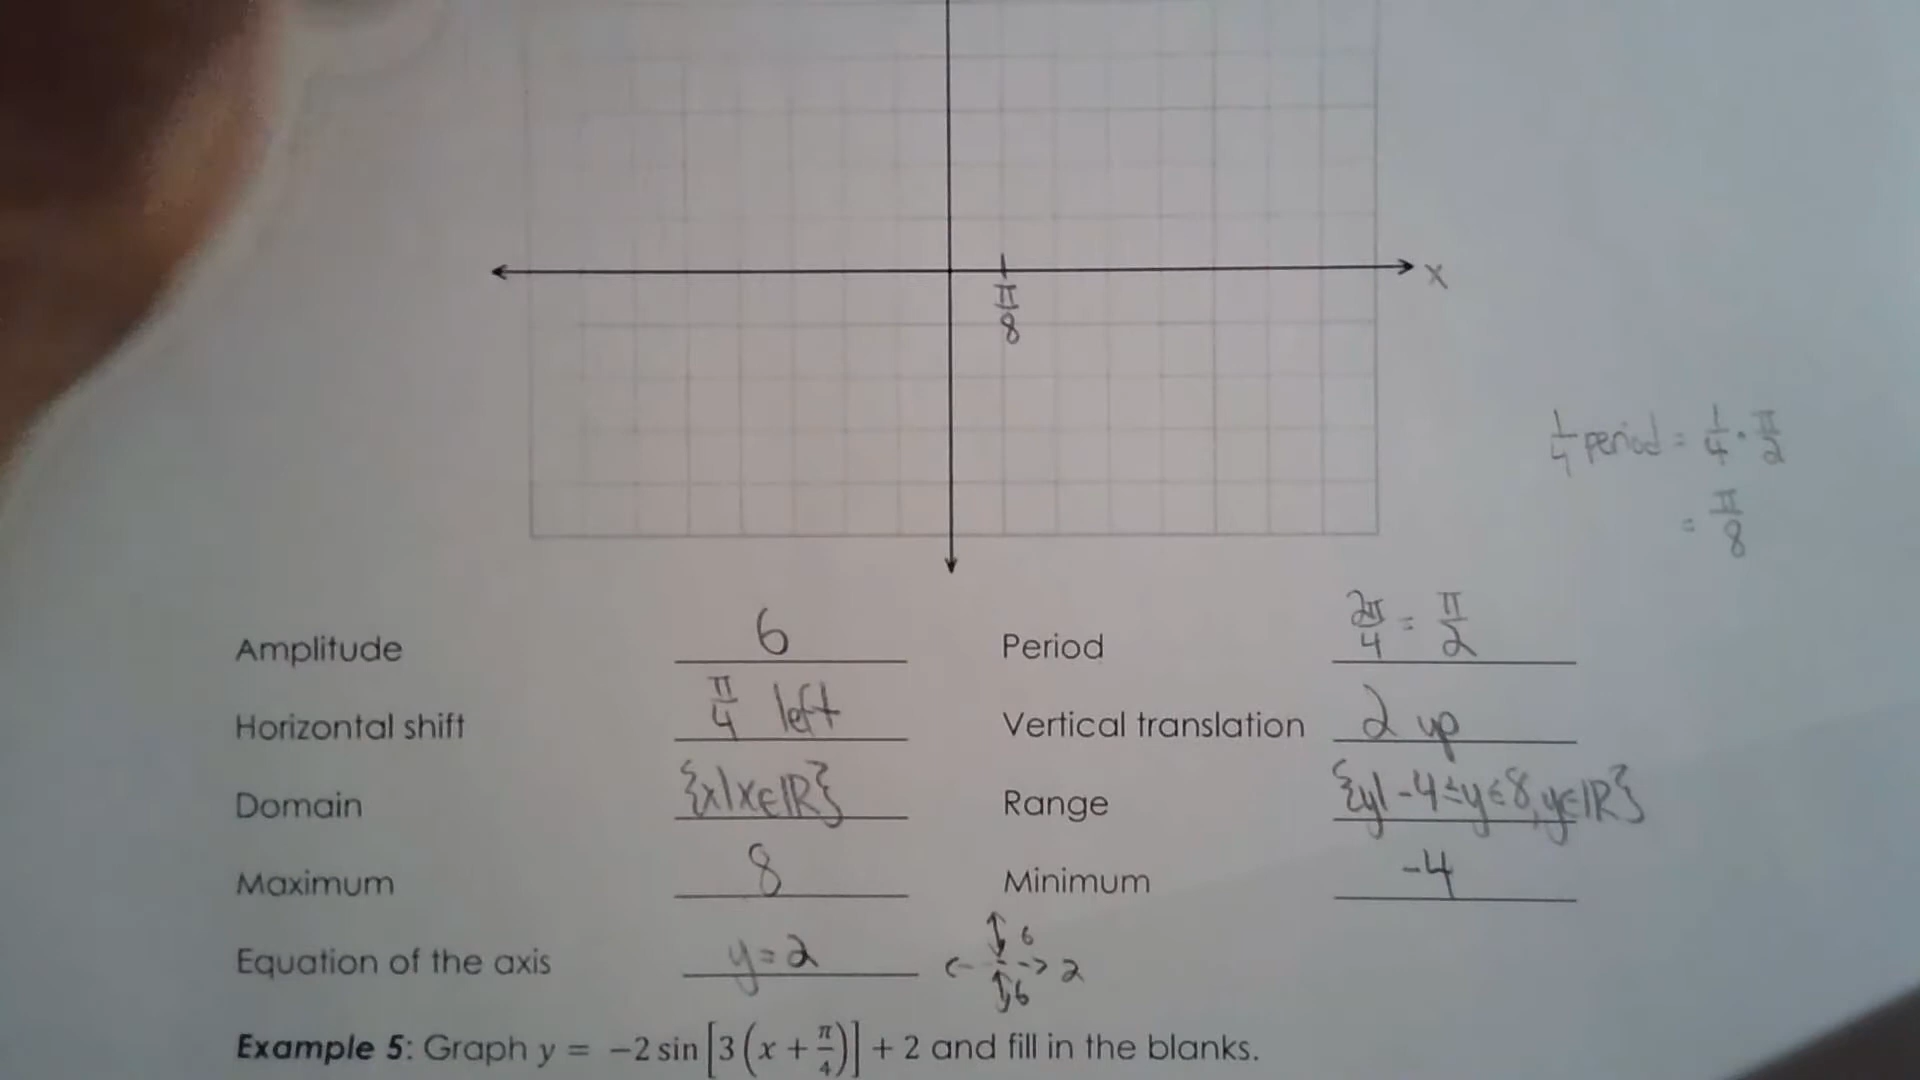 x
π/8
1/4 period = 1/4 · π/2
= π/8
Amplitude 6 Period 2π/4 = π/2
Horizontal shift π/4 left Vertical translation 2 up
Domain {x|x∈ℝ} Range {y|-4≤y≤8, y∈ℝ}
Maximum 8 Minimum -4
Equation of the axis y=2
6
2
6
Example 5: Graph y = −2 sin [3 (x + π/4)] + 2 and fill in the blanks.